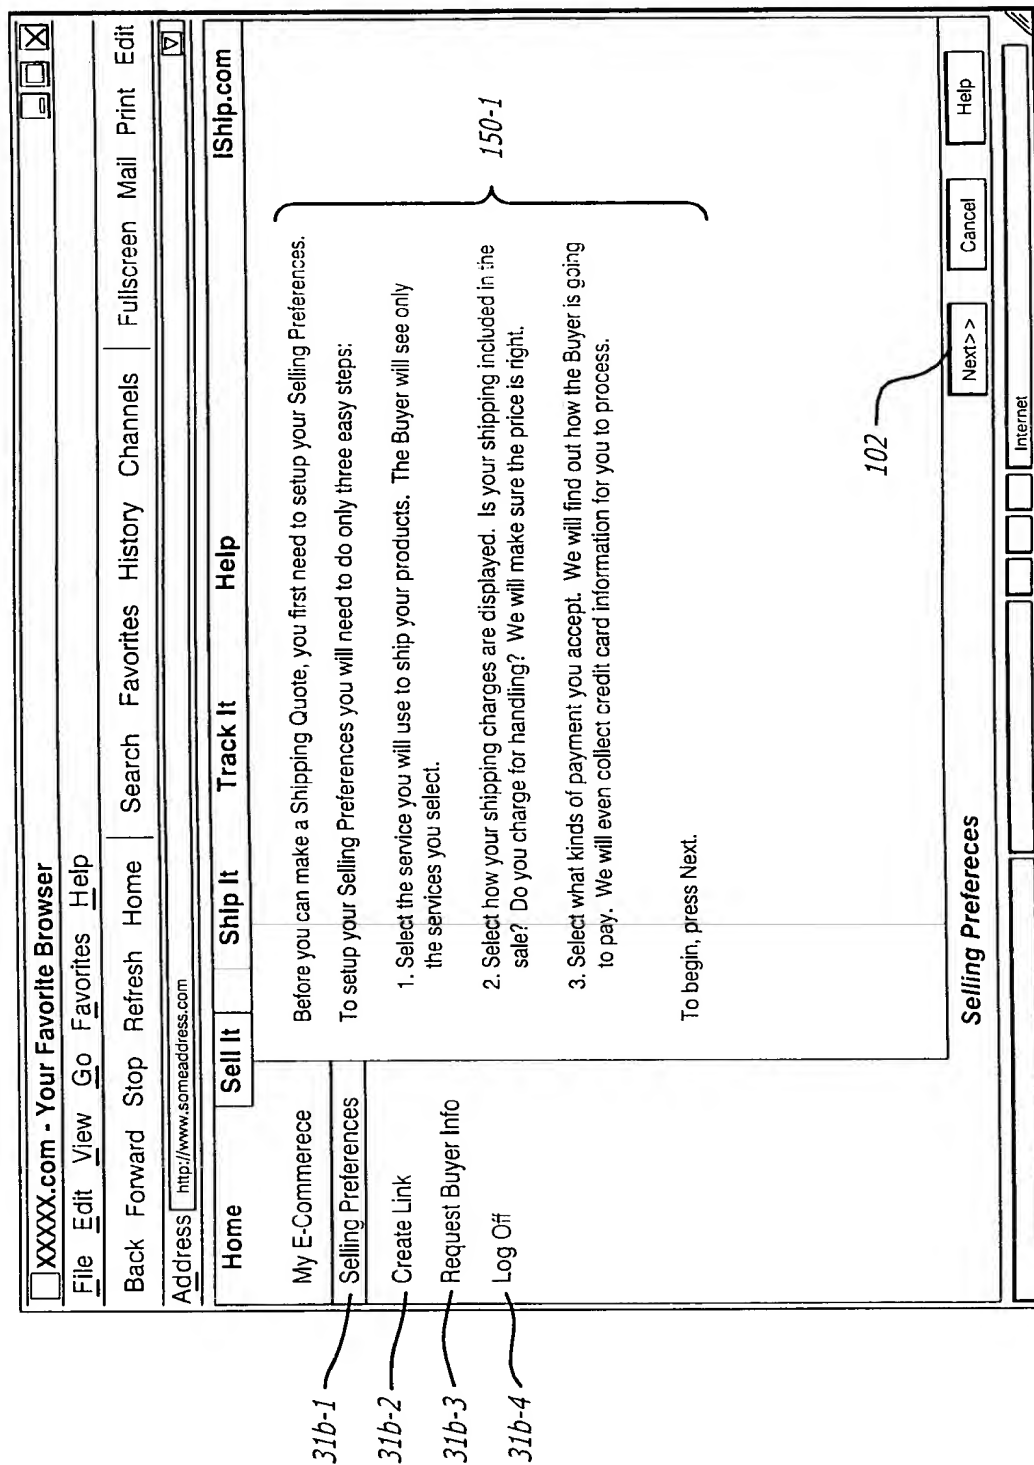 XXXXX.com - Your Favorite Browser
File Edit View Go Favorites Help
Back Forward Stop Refresh Home Search Favorites History Channels Fullscreen Mail Print Edit
Address http://www.someaddress.com
Home Sell It Ship It Track It Help IShip.com
My E-Commerece
Selling Preferences
Create Link
Request Buyer Info
Log Off
31b-1
31b-2
31b-3
31b-4
Before you can make a Shipping Quote, you first need to setup your Selling Preferences.
To setup your Selling Preferences you will need to do only three easy steps:
1. Select the service you will use to ship your products. The Buyer will see only
the services you select.
2. Select how your shipping charges are displayed. Is your shipping included in the
sale? Do you charge for handling? We will make sure the price is right.
3. Select what kinds of payment you accept. We will find out how the Buyer is going
to pay. We will even collect credit card information for you to process.
To begin, press Next.
150-1
102
Selling Prefereces
Next>> Cancel Help
Internet